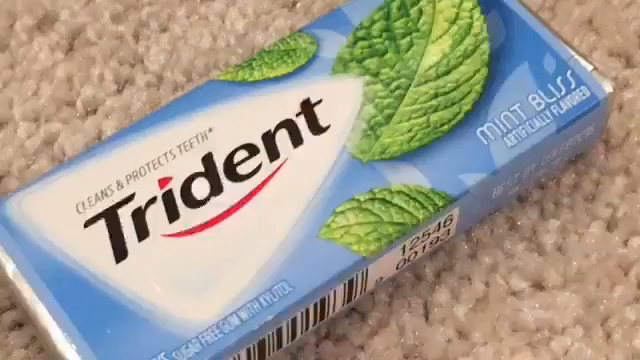 CLEANS & PROTECTS TEETH*
Trident
MINT BLISS
ARTIFICIALLY FLAVORED
SUGAR FREE GUM WITH XYLITOL
12546
00193